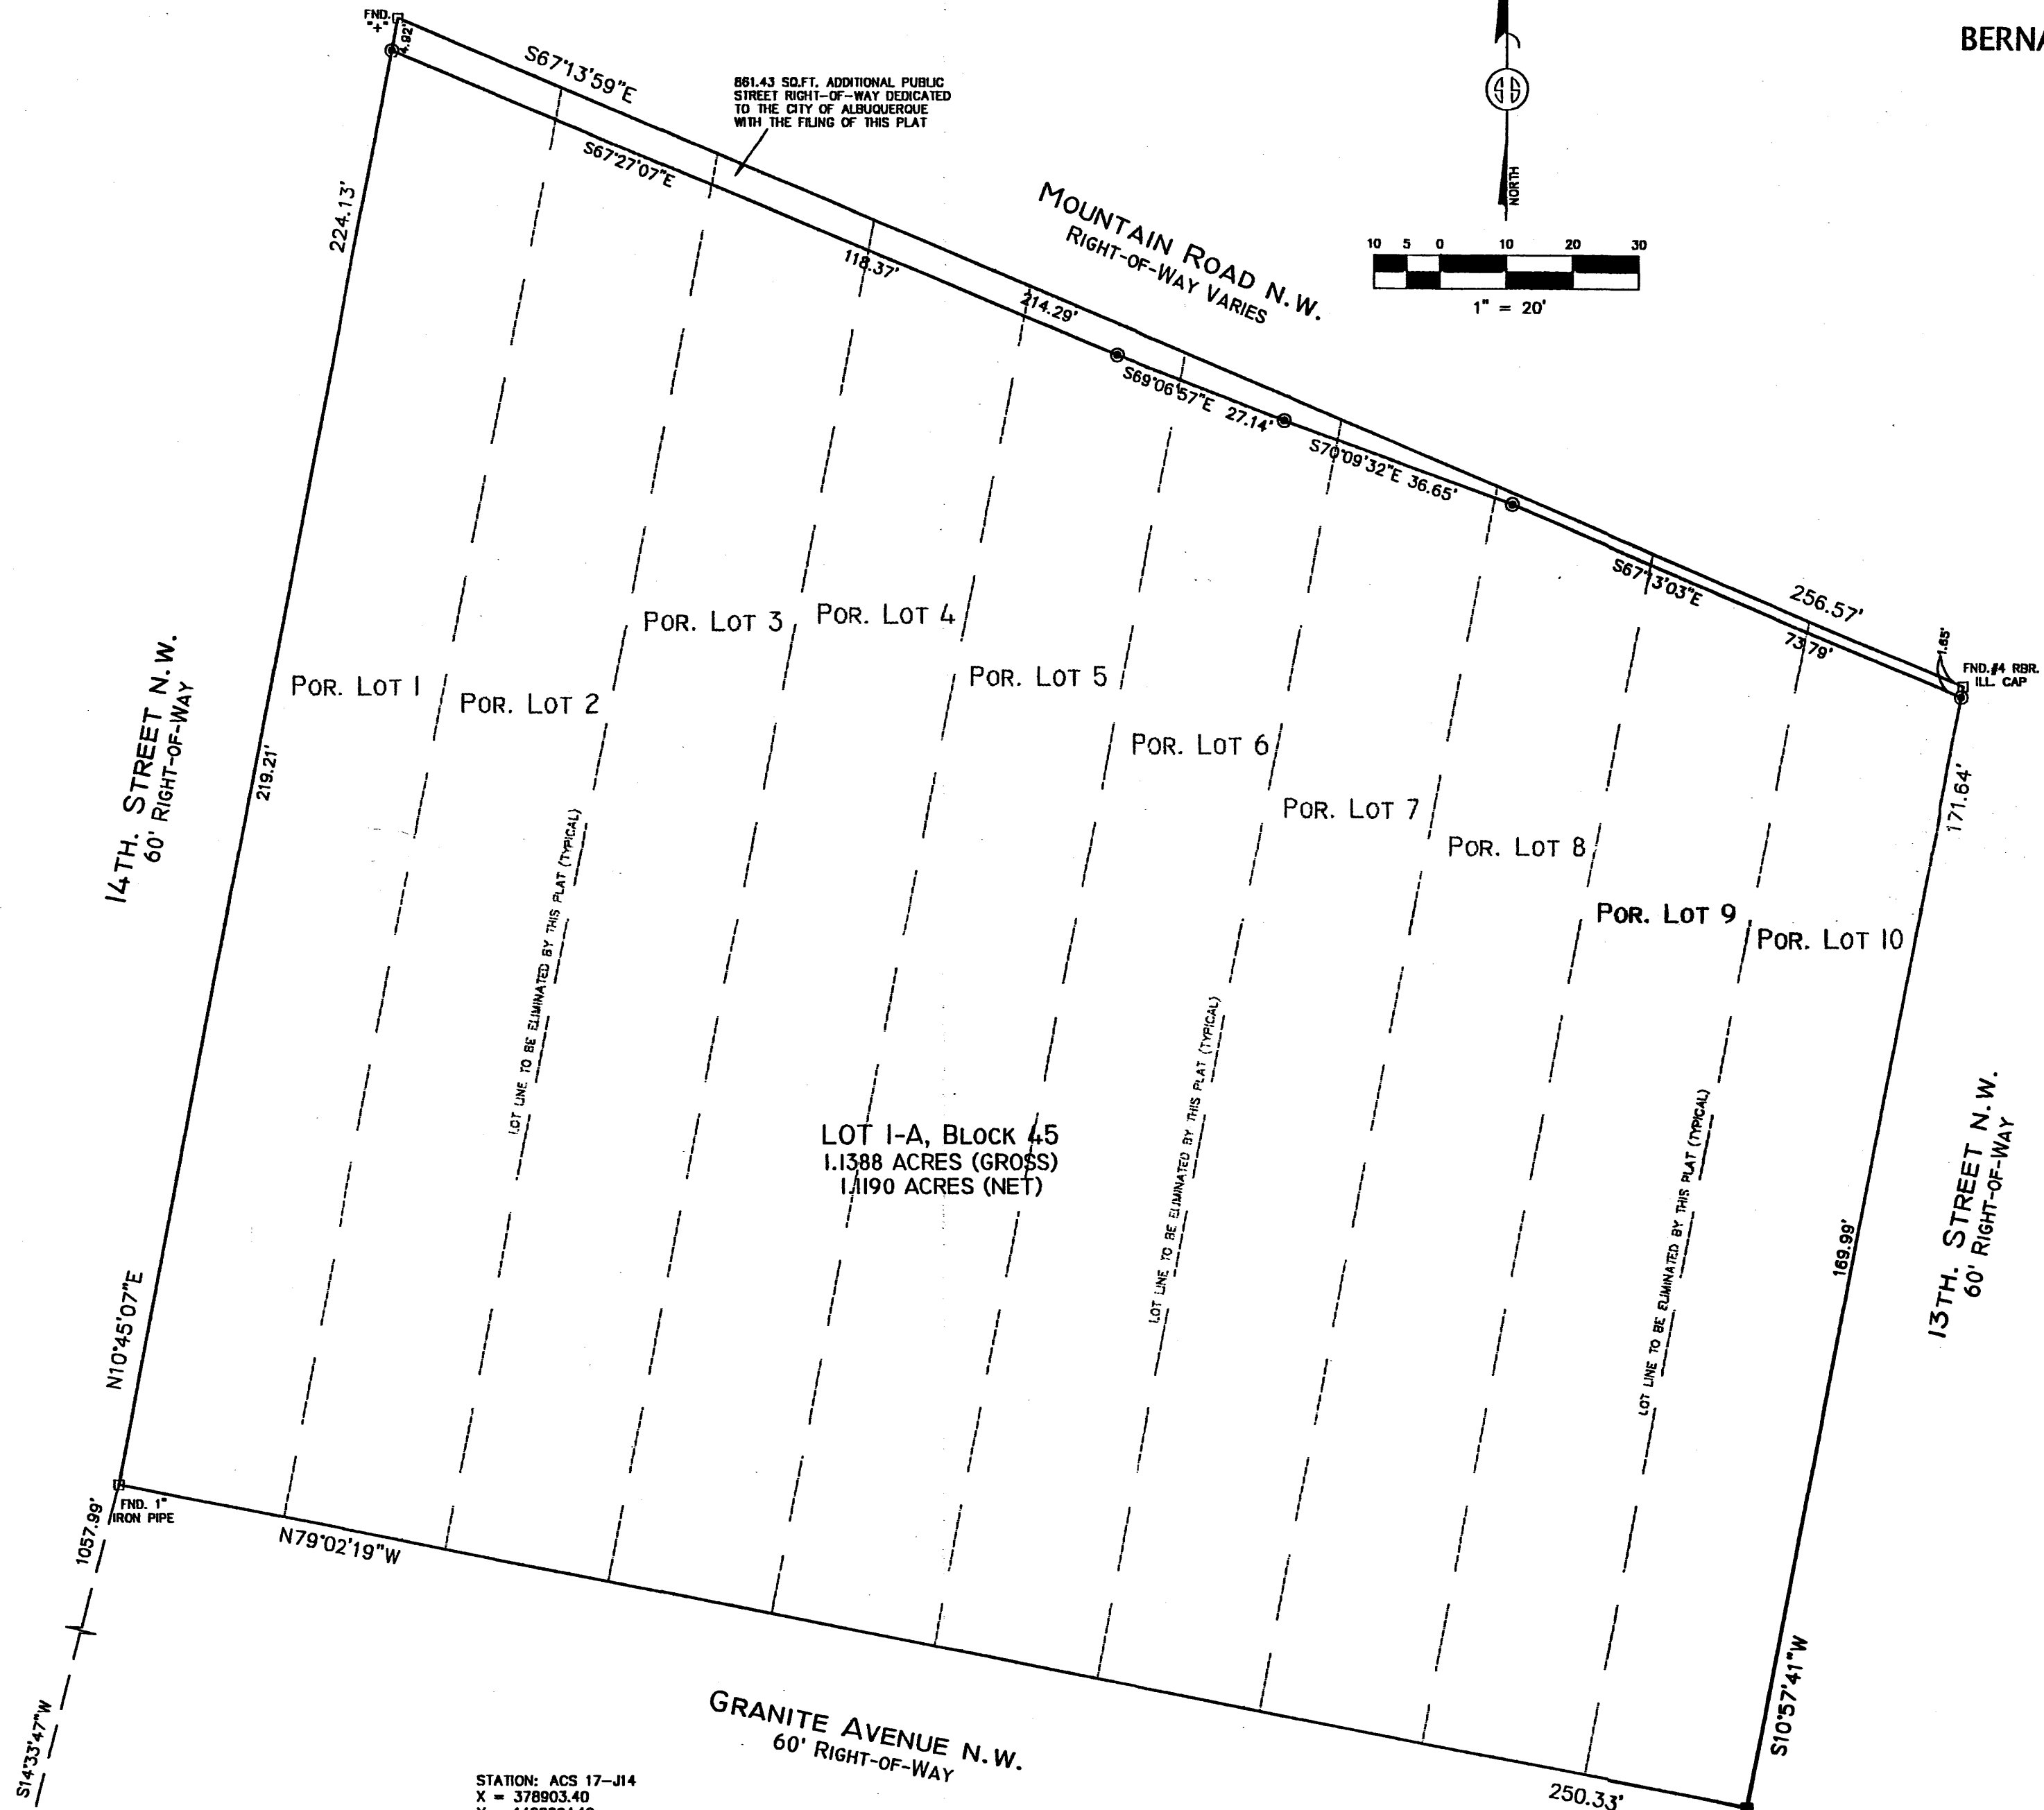 BERNA
FND.
"+"
4.92'
S67°13'59"E
861.43 SQ.FT. ADDITIONAL PUBLIC
STREET RIGHT-OF-WAY DEDICATED
TO THE CITY OF ALBUQUERQUE
WITH THE FILING OF THIS PLAT
S67°27'07"E
224.13'
118.37'
214.29'
MOUNTAIN ROAD N.W.
RIGHT-OF-WAY VARIES
NORTH
10 5 0 10 20 30
1" = 20'
S69°06'57"E 27.14'
S70°09'32"E 36.65'
S67°13'03"E
256.57'
73.79'
1.65'
FND.#4 RBR.
ILL. CAP
171.64'
14TH. STREET N.W.
60' RIGHT-OF-WAY
219.21'
POR. LOT 1
POR. LOT 2
POR. LOT 3
POR. LOT 4
POR. LOT 5
POR. LOT 6
POR. LOT 7
POR. LOT 8
POR. LOT 9
POR. LOT 10
LOT LINE TO BE ELIMINATED BY THIS PLAT (TYPICAL)
LOT LINE TO BE ELIMINATED BY THIS PLAT (TYPICAL)
LOT LINE TO BE ELIMINATED BY THIS PLAT (TYPICAL)
LOT 1-A, BLOCK 45
1.1388 ACRES (GROSS)
1.1190 ACRES (NET)
169.99'
13TH. STREET N.W.
60' RIGHT-OF-WAY
N10°45'07"E
FND. 1"
IRON PIPE
1057.99'
N79°02'19"W
S14°33'47"W
GRANITE AVENUE N.W.
60' RIGHT-OF-WAY
S10°57'41"W
250.33'
STATION: ACS 17-J14
X = 378903.40